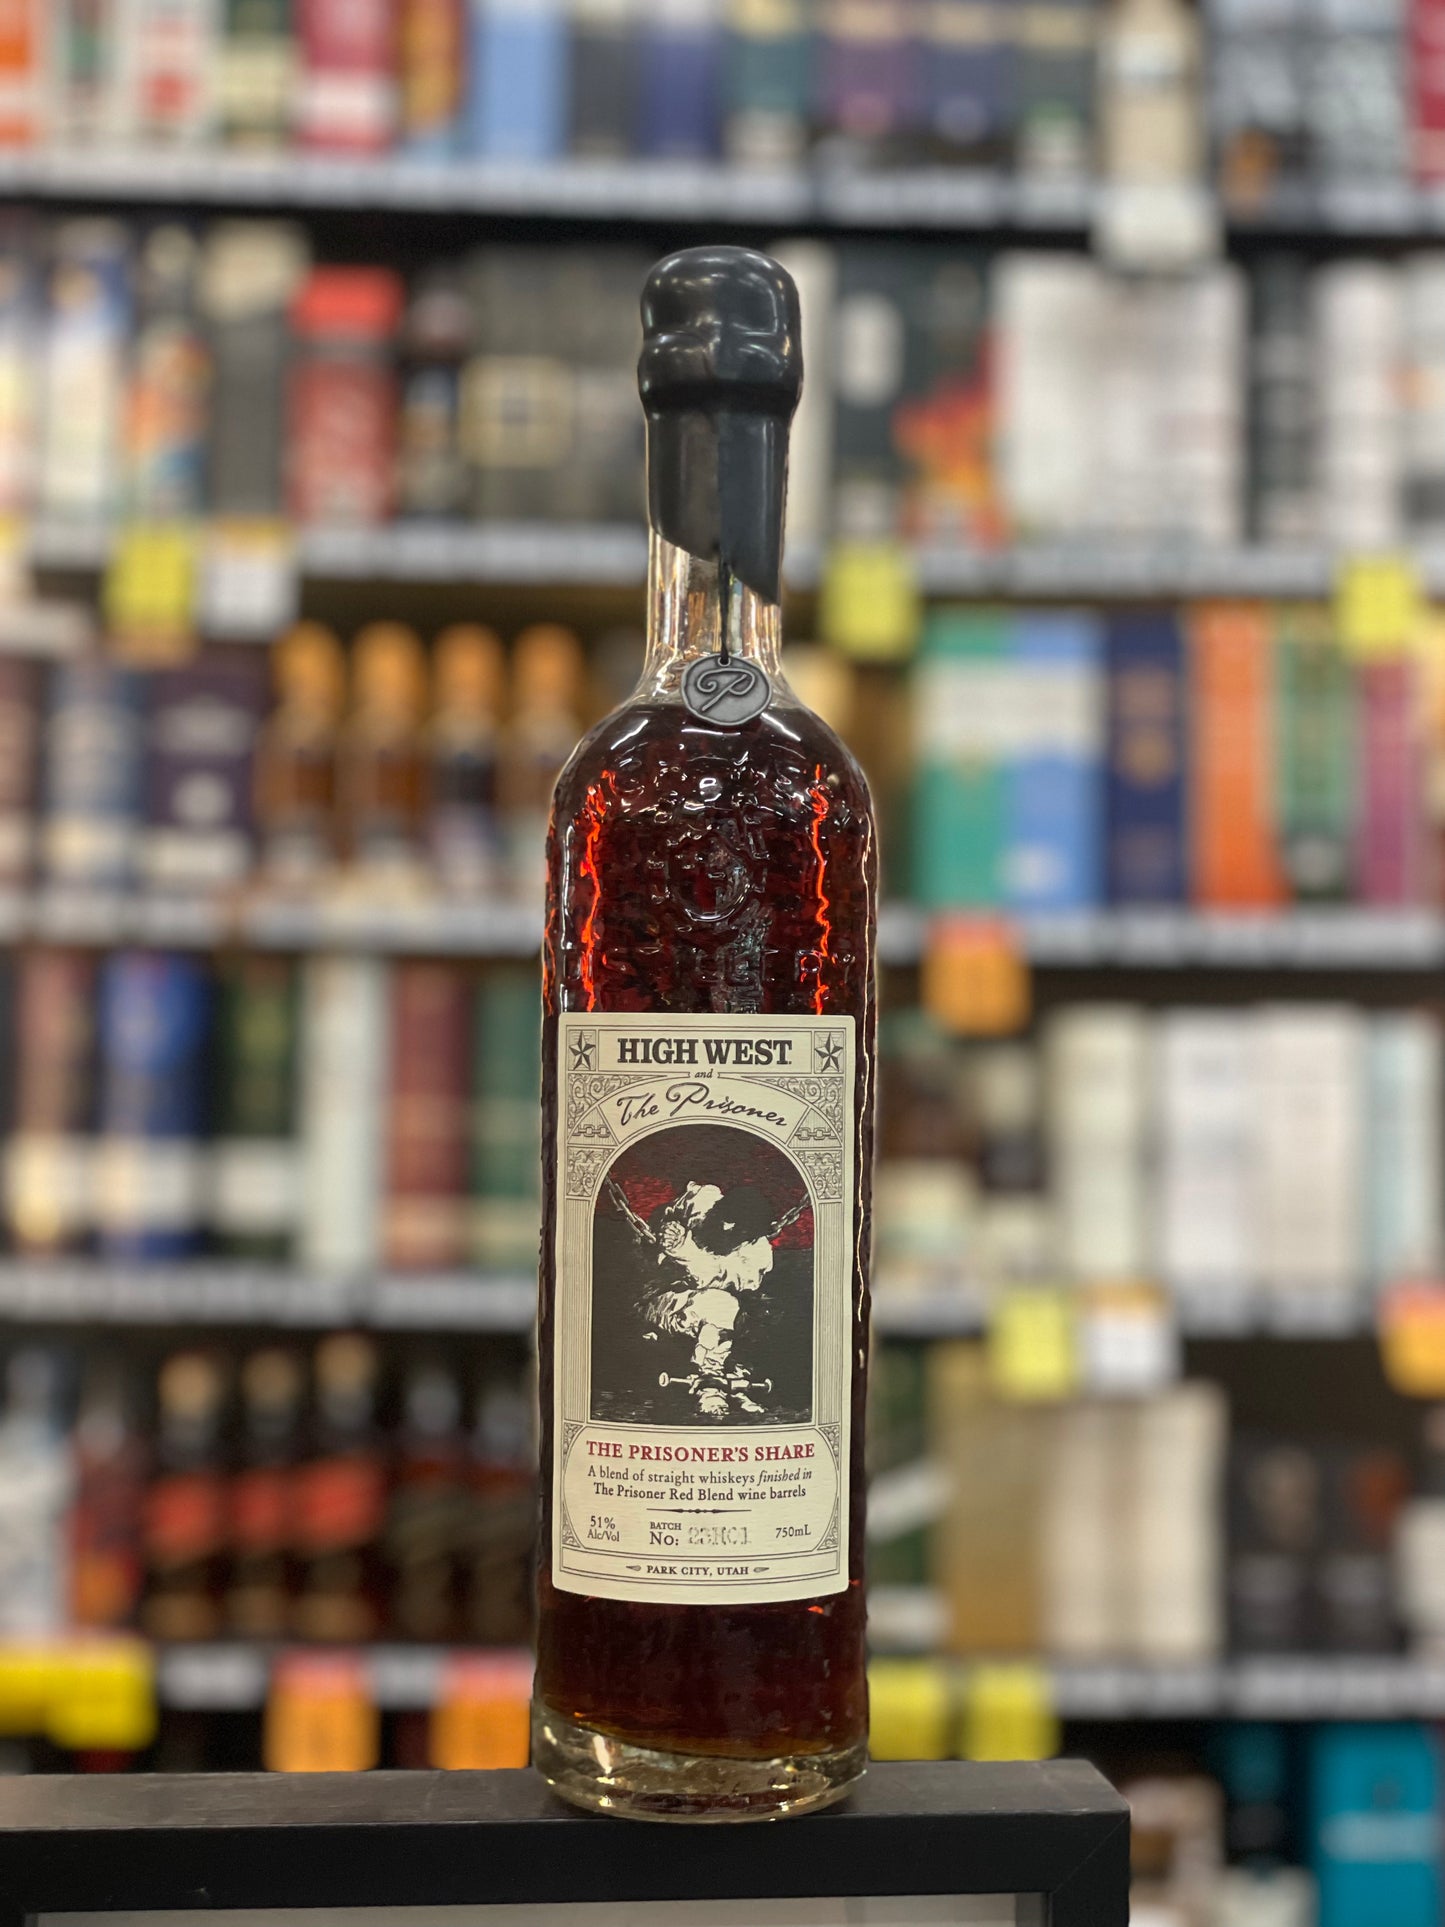 P
HIGH WEST
and
The Prisoner
THE PRISONER'S SHARE
A blend of straight whiskeys finished in
The Prisoner Red Blend wine barrels
51%
Alc/Vol
BATCH
No: 23H01
750mL
PARK CITY, UTAH